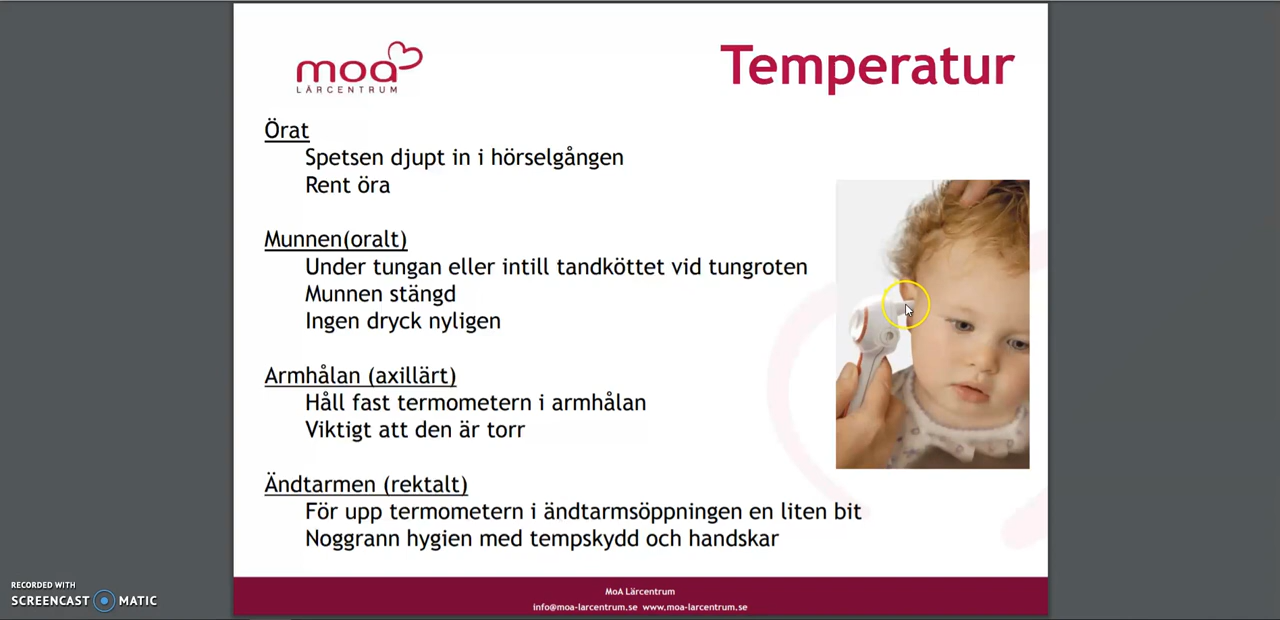 moa
LÄRCENTRUM
Temperatur
Örat
Spetsen djupt in i hörselgången
Rent öra
Munnen(oralt)
Under tungan eller intill tandköttet vid tungroten
Munnen stängd
Ingen dryck nyligen
Armhålan (axillärt)
Håll fast termometern i armhålan
Viktigt att den är torr
Ändtarmen (rektalt)
För upp termometern i ändtarmsöppningen en liten bit
Noggrann hygien med tempskydd och handskar
MoA Lärcentrum
info@moa-larcentrum.se www.moa-larcentrum.se
RECORDED WITH
SCREENCAST MATIC